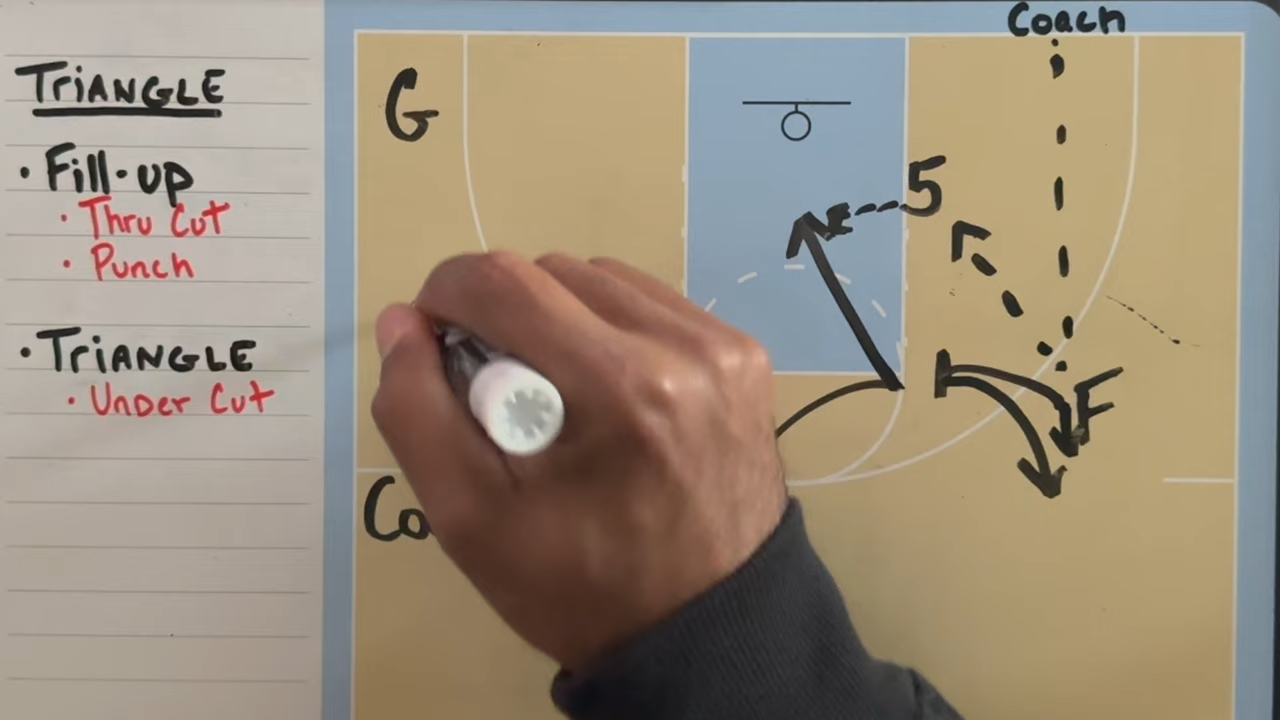 TRIANGLE
• Fill-up
• Thru Cut
• Punch
• TRIANGLE
• Under Cut
Coach
G
5
F